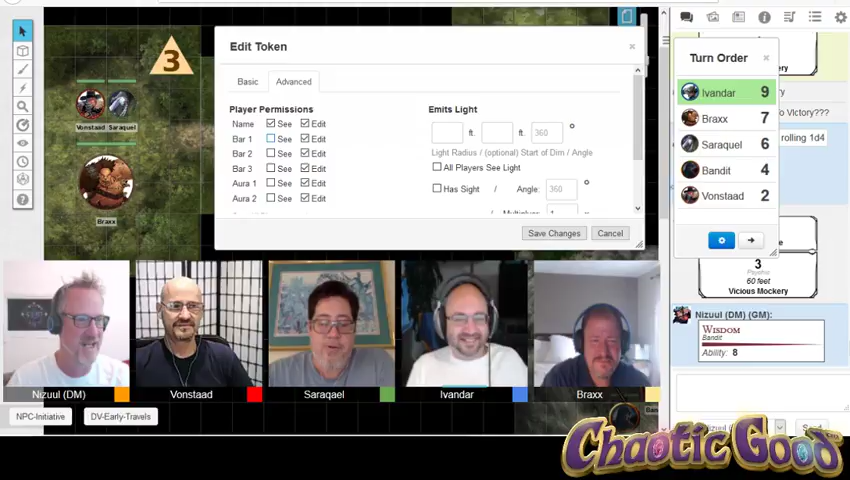 3
Vonstaad Saraquel
Braxx
Edit Token
×
Basic
Advanced
Player Permissions
Name See Edit
Bar 1 See Edit
Bar 2 See Edit
Bar 3 See Edit
Aura 1 See Edit
Aura 2 See Edit
Emits Light
ft. ft. 360 °
Light Radius / (optional) Start of Dim / Angle
All Players See Light
Has Sight / Angle: 360 °
Save Changes
Cancel
Turn Order ×
Ivandar 9
Braxx 7
Saraquel 6
Bandit 4
Vonstaad 2
o Victory???
rolling 1d4
3
Psychic
60 feet
Vicious Mockery
Nizuul (DM) (GM):
Wisdom
Bandit
Ability: 8
Nizuul (DM)
Vonstaad
Saraqael
Ivandar
Braxx
NPC-Initiative
DV-Early-Travels
Chaotic Good